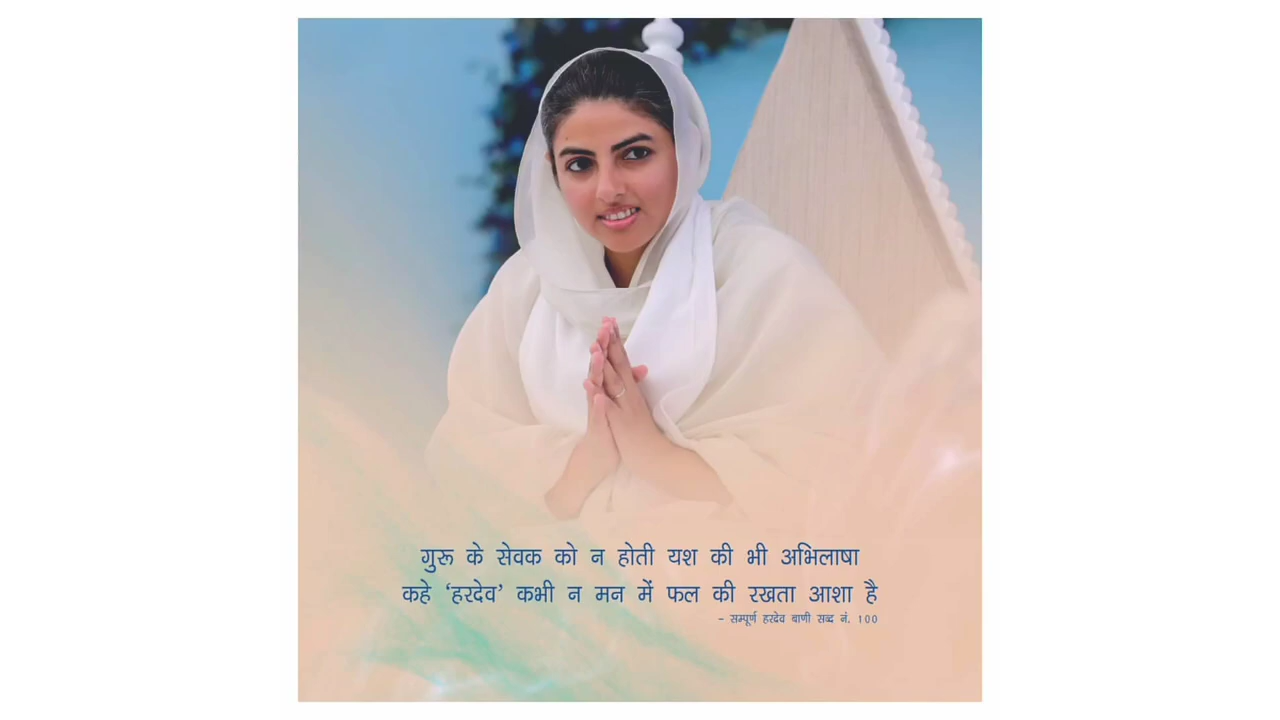 गुरू के सेवक को न होती यश की भी अभिलाषा
कहे ‘हरदेव’ कभी न मन में फल की रखता आशा है
- सम्पूर्ण हरदेव बाणी सब्द नं. 100